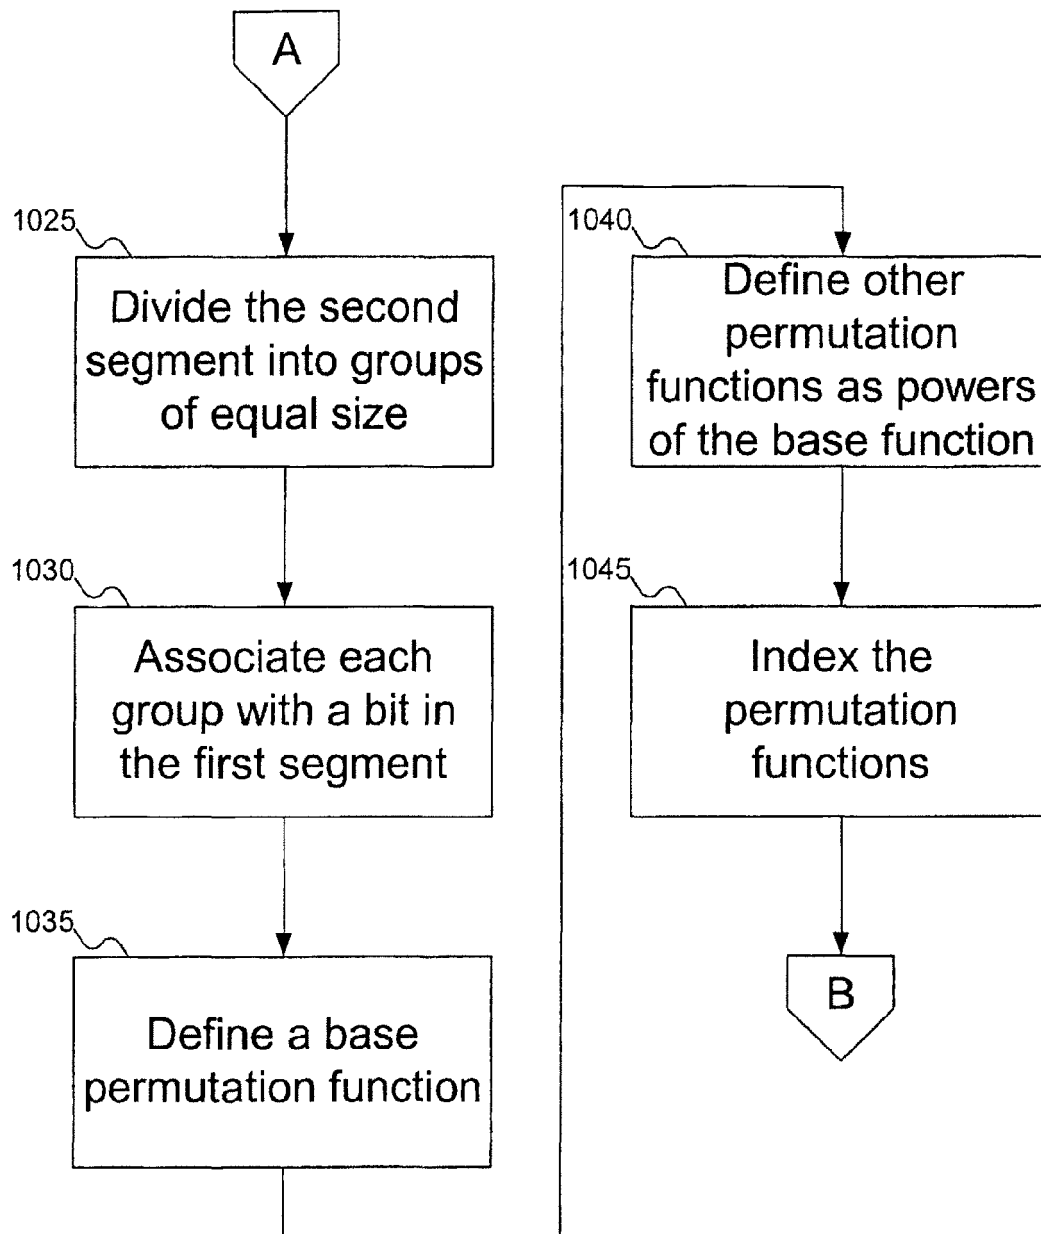 A
1025
Divide the second
segment into groups
of equal size
1030
Associate each
group with a bit in
the first segment
1035
Define a base
permutation function
1040
Define other
permutation
functions as powers
of the base function
1045
Index the
permutation
functions
B